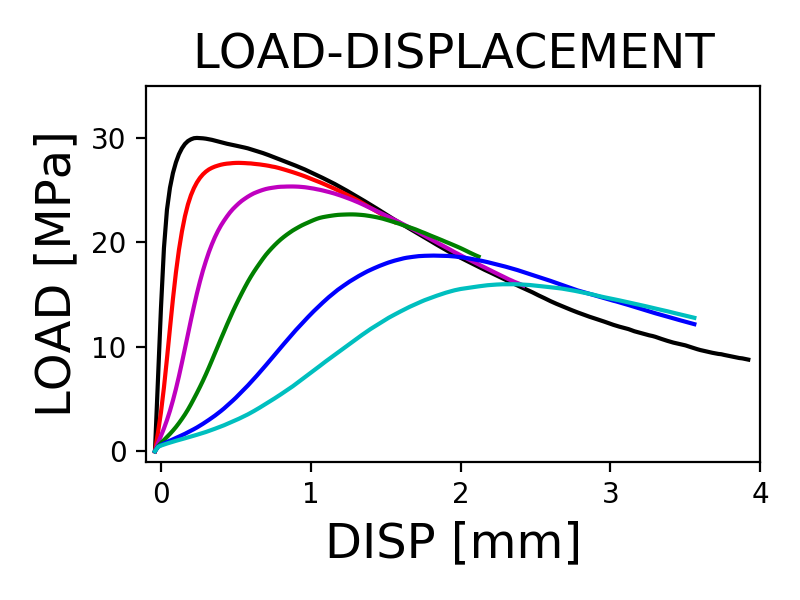 LOAD-DISPLACEMENT
LOAD [MPa]
30
20
10
0
0 1 2 3 4
DISP [mm]